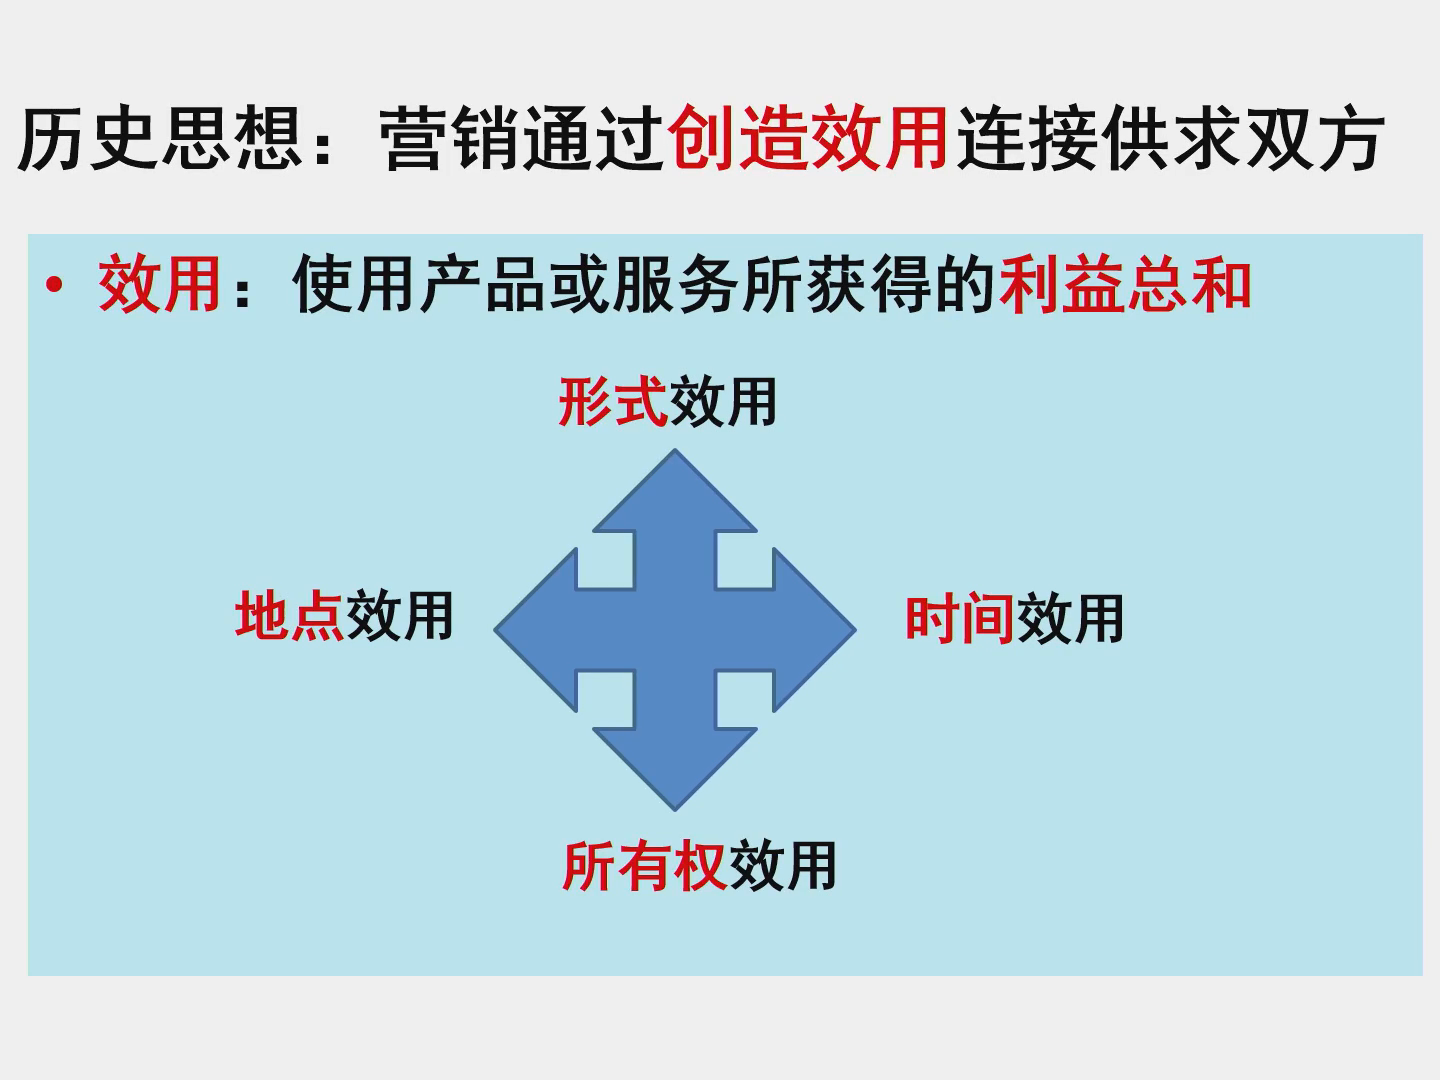 历史思想：营销通过创造效用连接供求双方
• 效用：使用产品或服务所获得的利益总和
形式效用
地点效用
时间效用
所有权效用